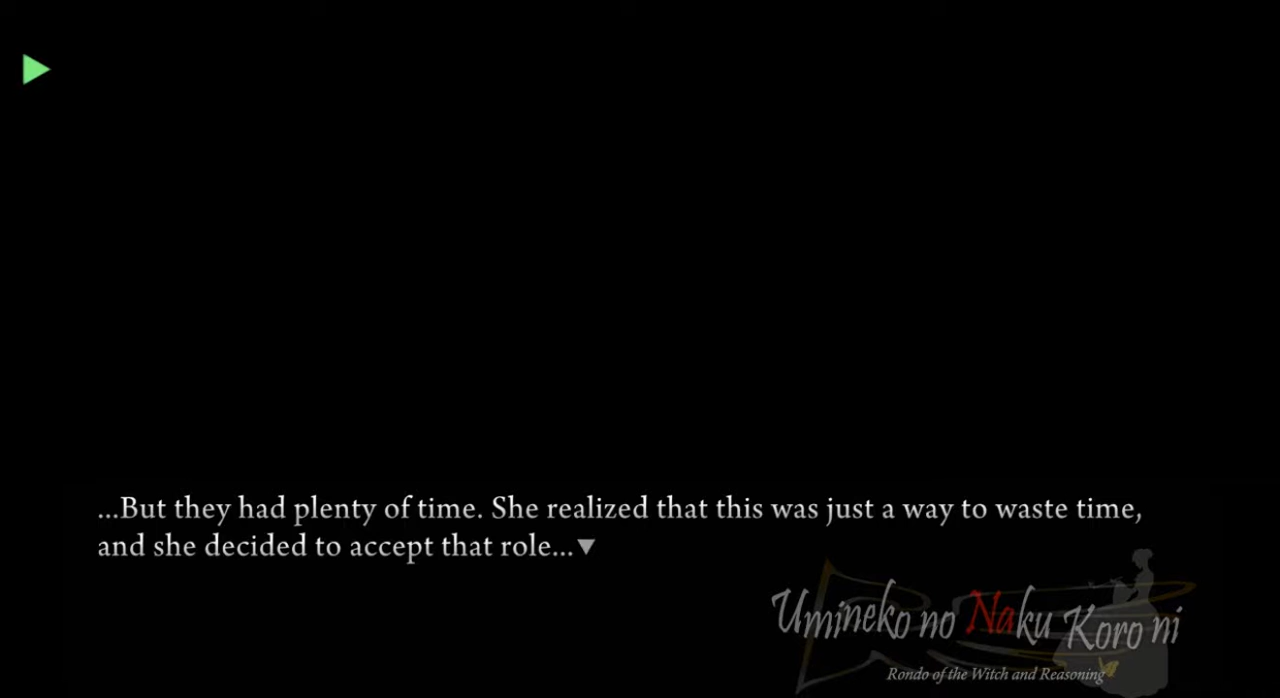 ...But they had plenty of time. She realized that this was just a way to waste time,
and she decided to accept that role...
Umineko no Naku Koro ni
Rondo of the Witch and Reasoning